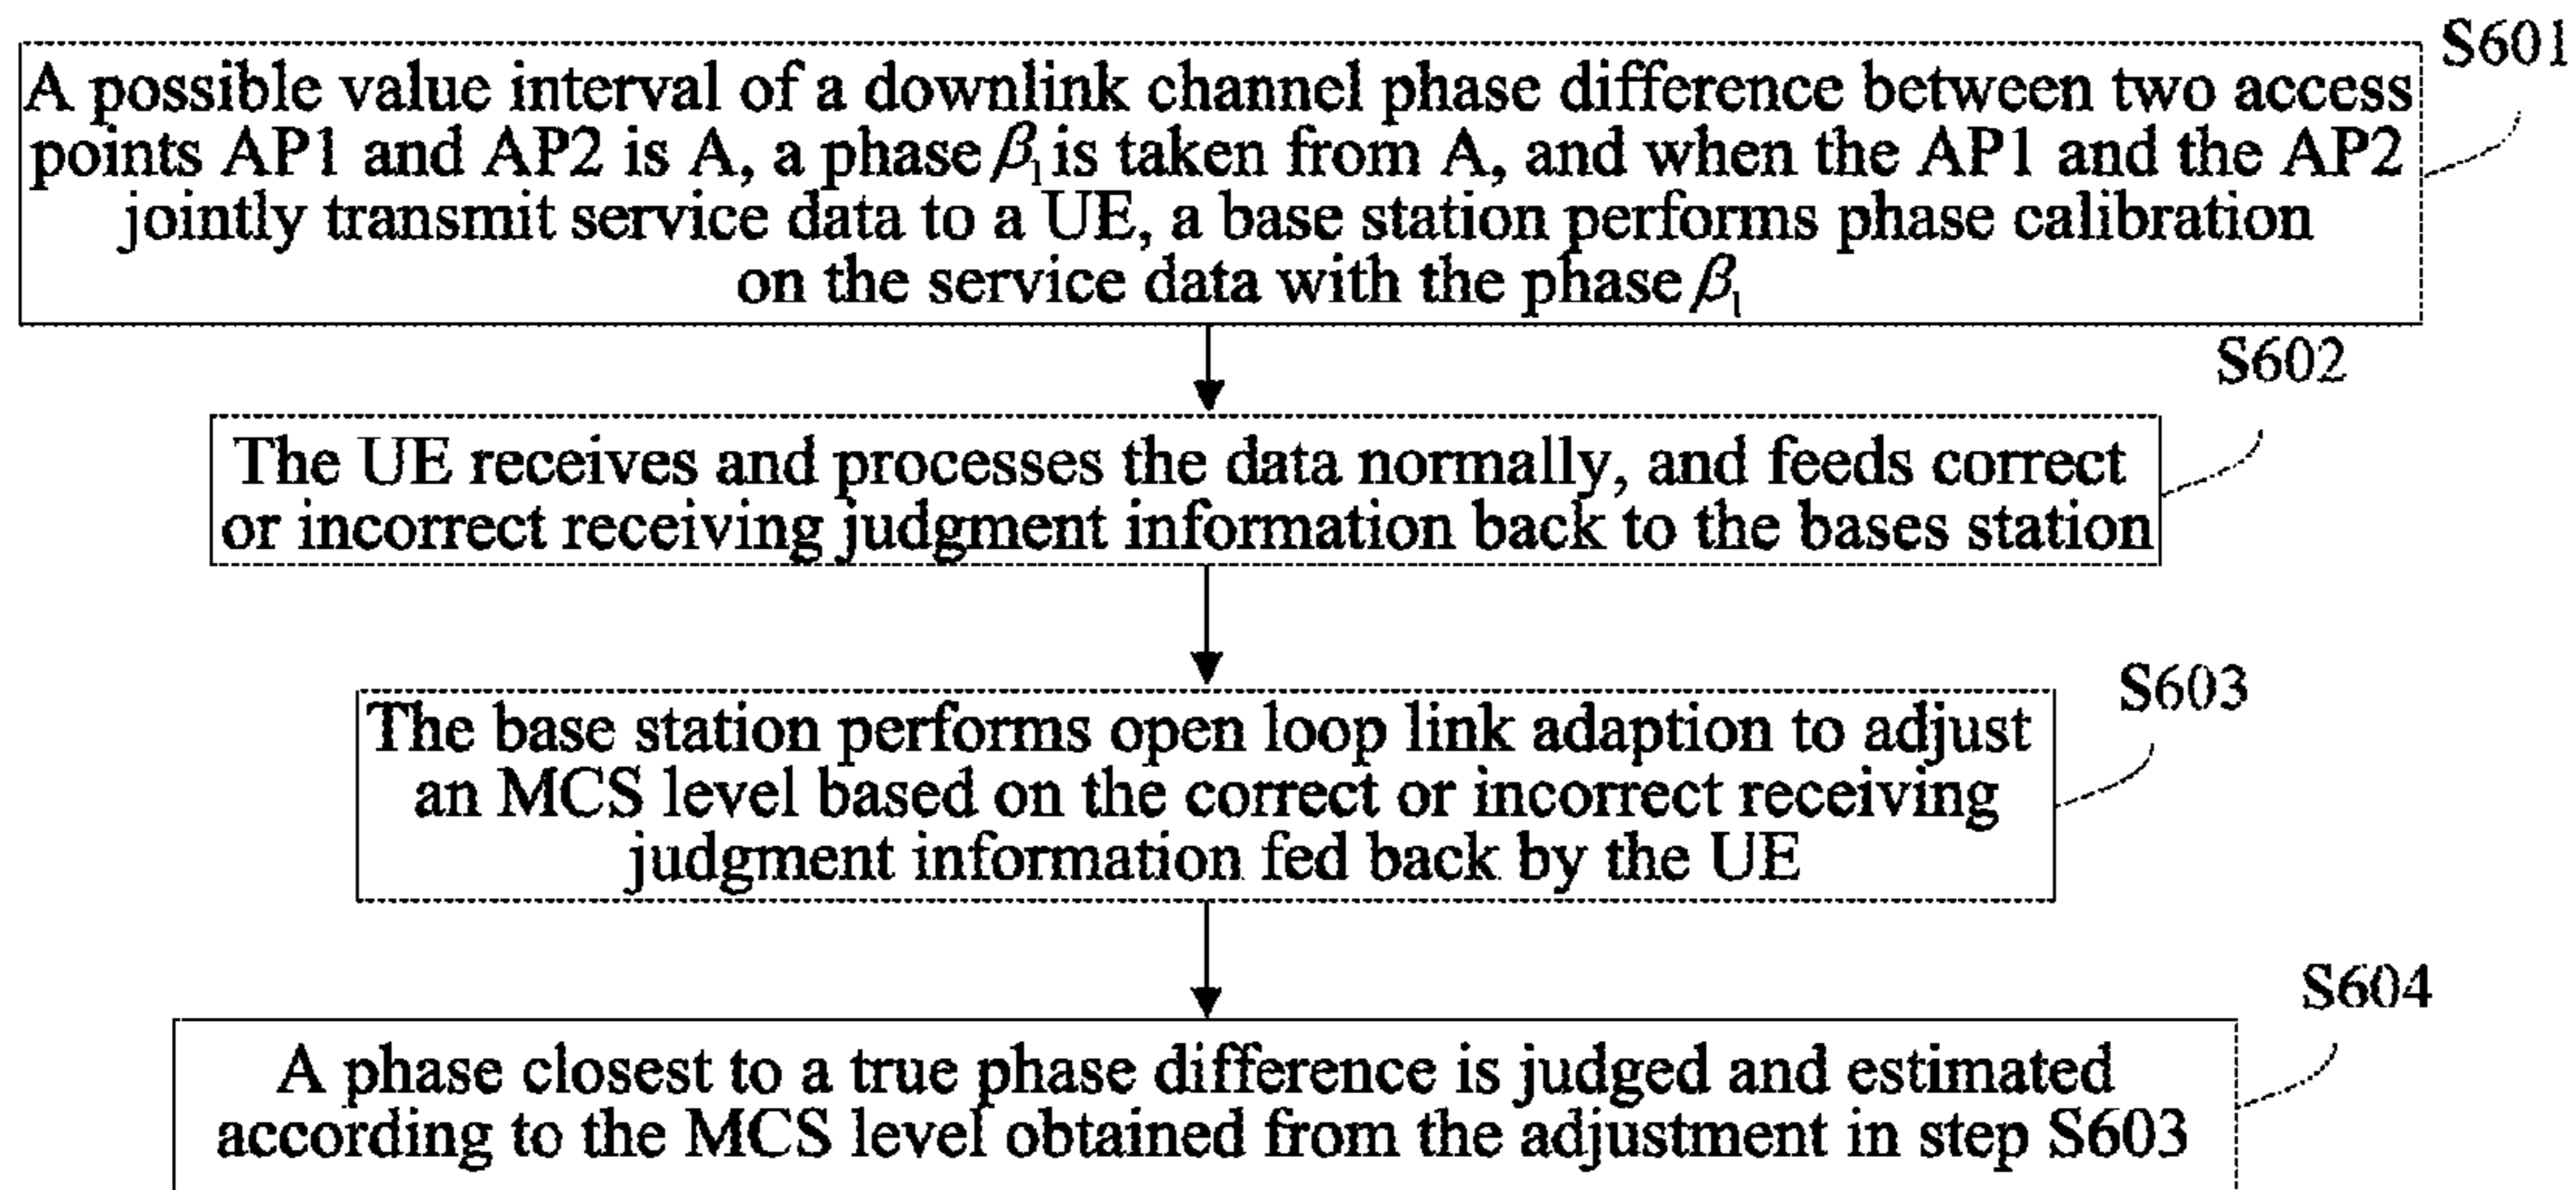 S601
A possible value interval of a downlink channel phase difference between two access
points AP1 and AP2 is A, a phase β₁ is taken from A, and when the AP1 and the AP2
jointly transmit service data to a UE, a base station performs phase calibration
on the service data with the phase β₁
S602
The UE receives and processes the data normally, and feeds correct
or incorrect receiving judgment information back to the bases station
S603
The base station performs open loop link adaption to adjust
an MCS level based on the correct or incorrect receiving
judgment information fed back by the UE
S604
A phase closest to a true phase difference is judged and estimated
according to the MCS level obtained from the adjustment in step S603